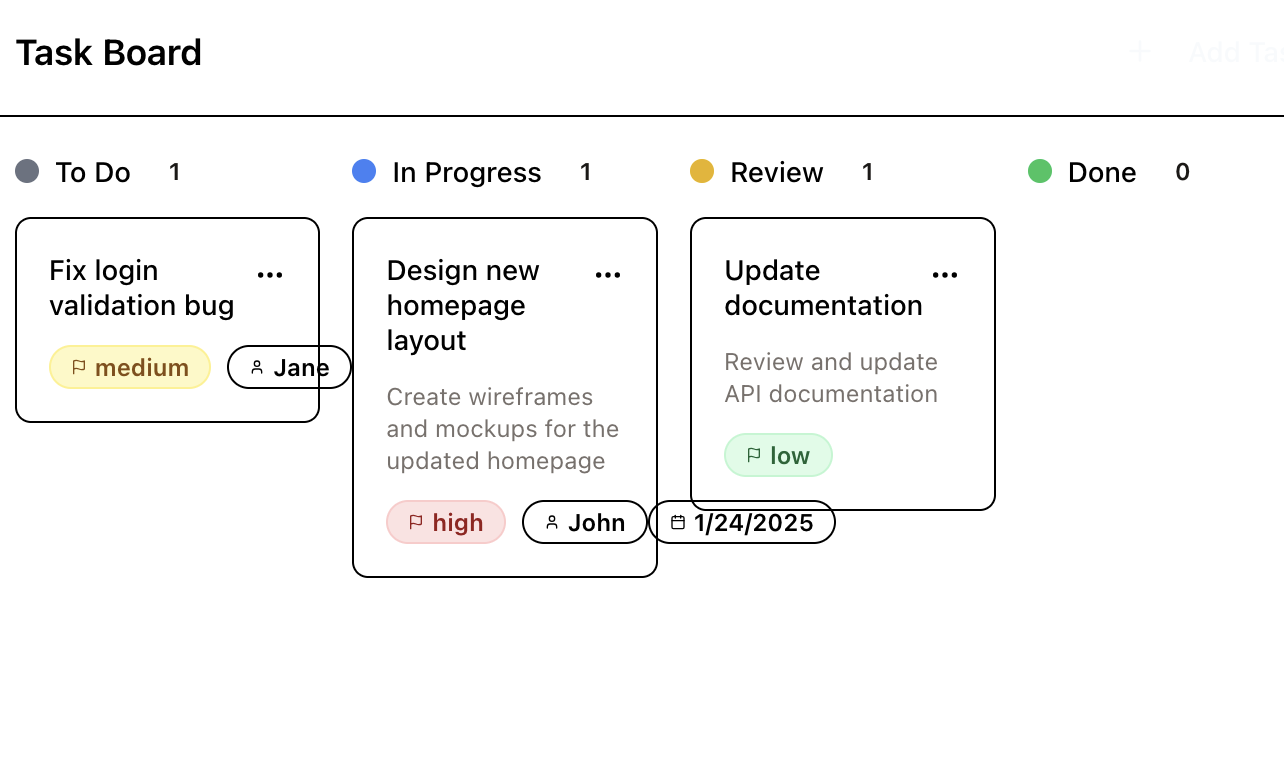 Task Board
Add Tas
To Do 1
Fix login
validation bug
medium
Jane
In Progress 1
Design new
homepage
layout
Create wireframes
and mockups for the
updated homepage
high
John
1/24/2025
Review 1
Update
documentation
Review and update
API documentation
low
Done 0